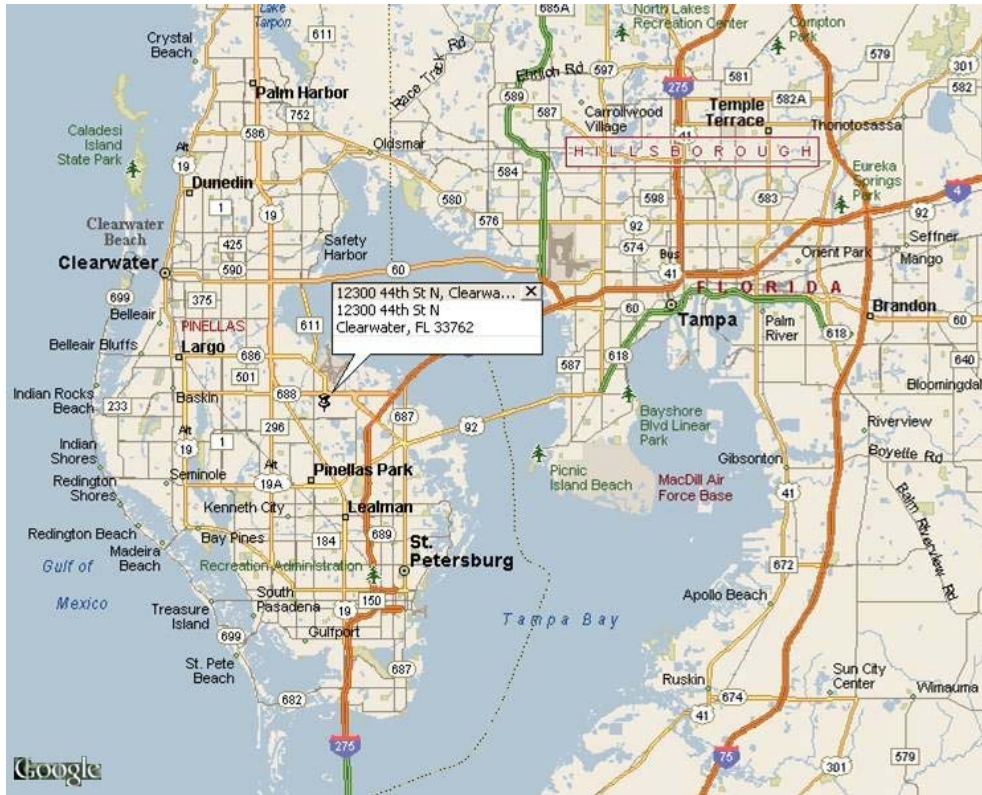 Lake
Tarpon
685A
North Lakes
Recreation Center
Compton
Park
Crystal
Beach
611
Race Track Rd
Ehrlich Rd
597
275
579
301
581
582
Palm Harbor
752
589
587
Carrollwood
Village
41
Temple
Terrace
582A
Thonotosassa
Caladesi
Island
State Park
586
Alt
19
Oldsmar
HILLSBOROUGH
Eureka
Springs
Park
584
Dunedin
1
580
598
583
4
19
576
92
92
Clearwater
Beach
425
Safety
Harbor
574
Seffner
Mango
Orient Park
Bus
Clearwater
590
60
41
699
375
12300 44th St N, Clearwa...
12300 44th St N
Clearwater, FL 33762
FLORIDA
Brandon
Belleair
PINELLAS
611
60
Tampa
Palm
River
60
618
Belleair Bluffs
Largo
686
587
618
640
501
Bloomingdal
Indian Rocks
Beach
233
Baskin
688
687
Bayshore
Blvd Linear
Park
Alt
19
1
296
92
Riverview
Boyette Rd
Indian
Shores
Alt
19A
Pinellas Park
Picnic
Island Beach
MacDill Air
Force Base
Gibsonton
Seminole
Redington
Shores
41
Kenneth City
Lealman
Balm Riverview Rd
Redington Beach
Bay Pines
184
689
St.
Petersburg
Madeira
Beach
Recreation Administration
672
Gulf of
Mexico
South
Pasadena
150
Apollo Beach
Treasure
Island
19
Tampa Bay
699
Gulfport
St. Pete
Beach
687
Sun City
Center
682
Ruskin
674
Wimauma
41
275
75
301
579
Google